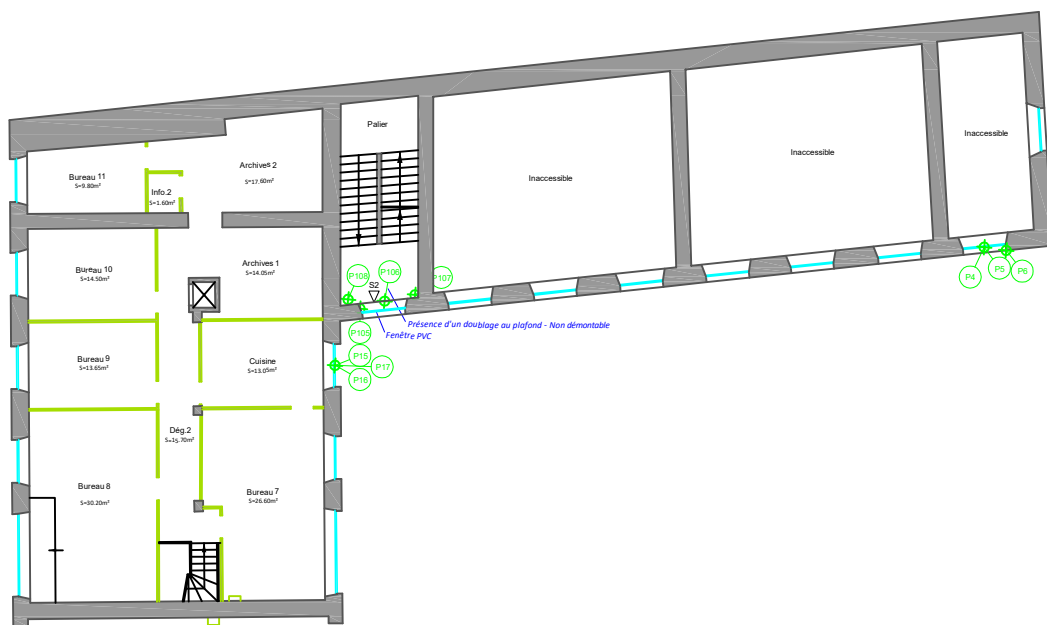 Palier
Inaccessible
Inaccessible
Inaccessible
Archives 2
S=17.60m²
Bureau 11
S=9.80m²
Info.2
S=1.60m²
Bureau 10
S=14.50m²
Archives 1
S=14.05m²
P108
P106
P107
S2
P4
P5
P6
Présence d'un doublage au plafond - Non démontable
Fenêtre PVC
P105
P15
P17
P16
Bureau 9
S=13.65m²
Cuisine
S=13.05m²
Dég.2
S=15.70m²
Bureau 8
S=30.20m²
Bureau 7
S=26.60m²